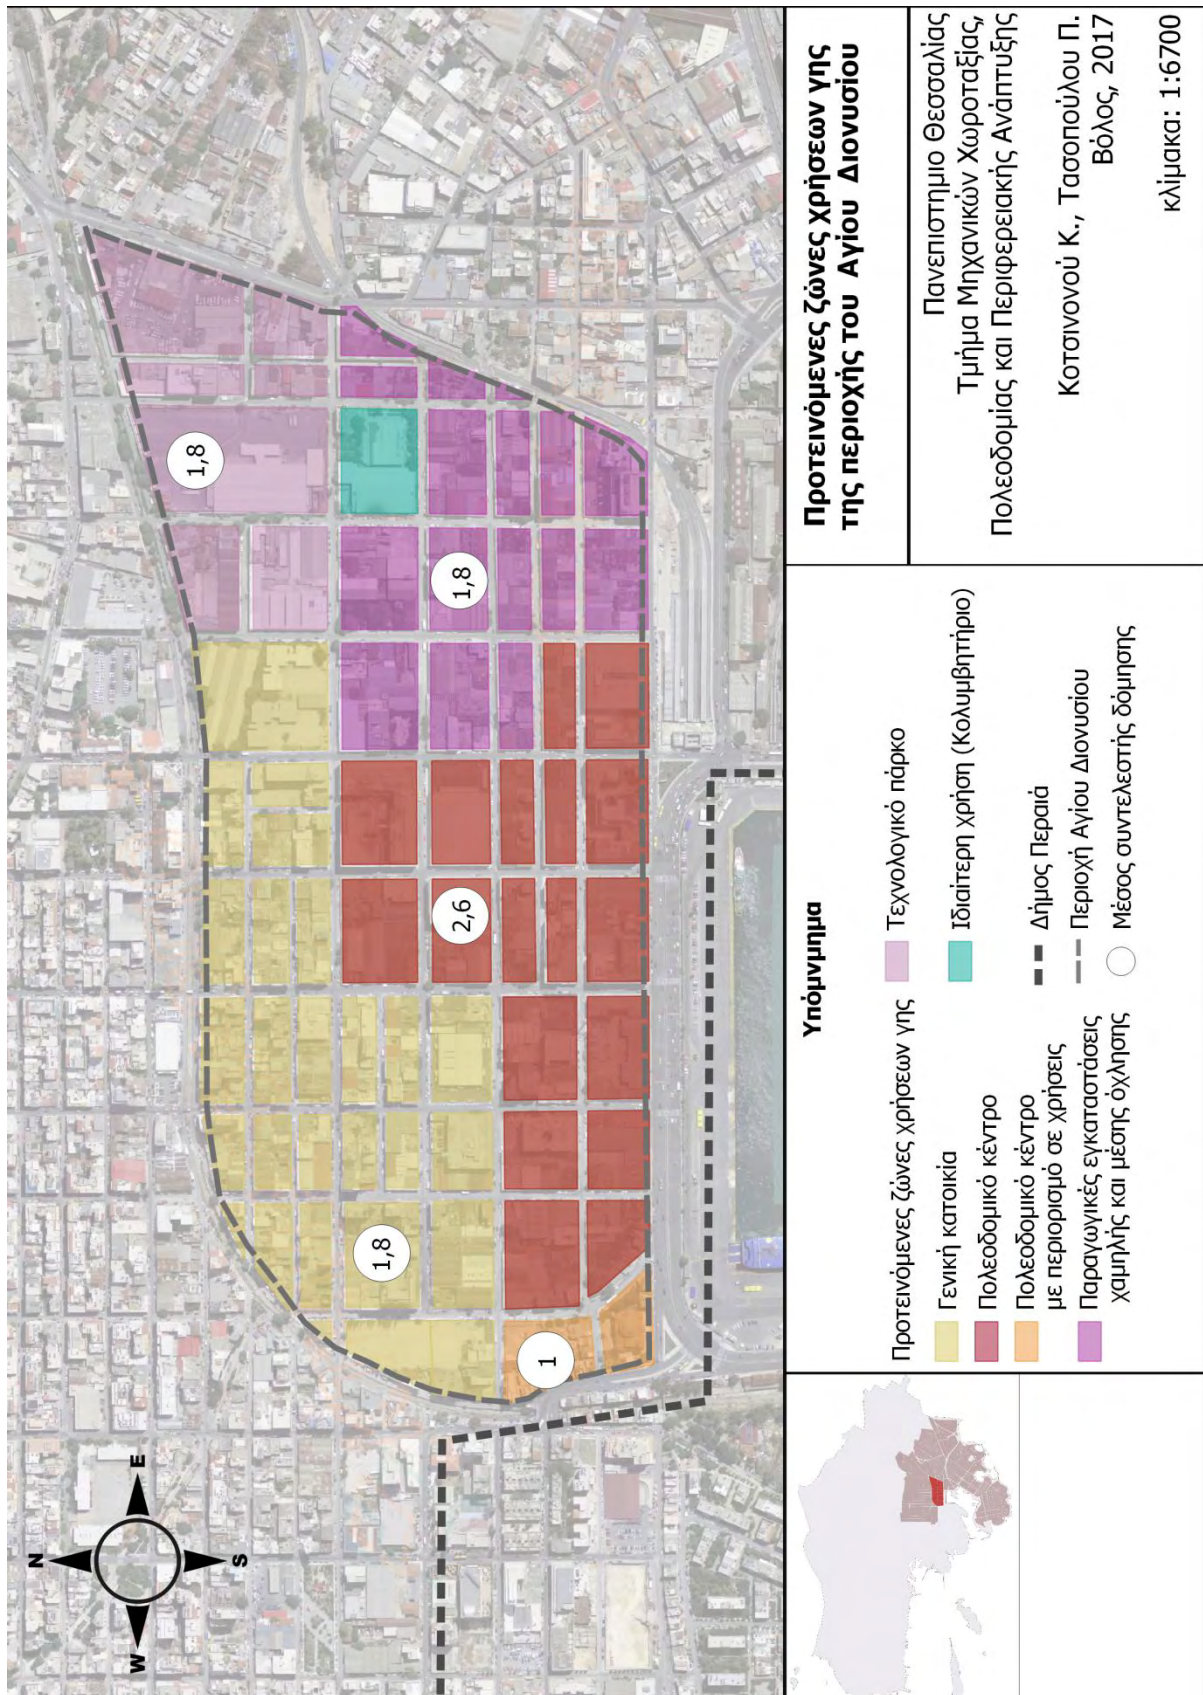 N
W
E
S
1,8
1,8
2,6
1,8
1
Υπόμνημα
Προτεινόμενες ζώνες χρήσεων γης
Γενική κατοικία
Πολεοδομικό κέντρο
Πολεοδομικό κέντρο
με περιορισμό σε χρήσεις
Παραγωγικές εγκαταστάσεις
χαμηλής και μέσης όχλησης
Τεχνολογικό πάρκο
Ιδιαίτερη χρήση (Κολυμβητήριο)
Δήμος Περαιά
Περιοχή Αγίου Διονυσίου
Μέσος συντελεστής δόμησης
Προτεινόμενες ζώνες χρήσεων γης
της περιοχής του Αγίου Διονυσίου
Πανεπιστημιο Θεσσαλίας
Τμήμα Μηχανικών Χωροταξίας,
Πολεοδομίας και Περιφερειακής Ανάπτυξης
Κοτσινονού Κ., Τασοπούλου Π.
Βόλος, 2017
κλίμακα: 1:6700